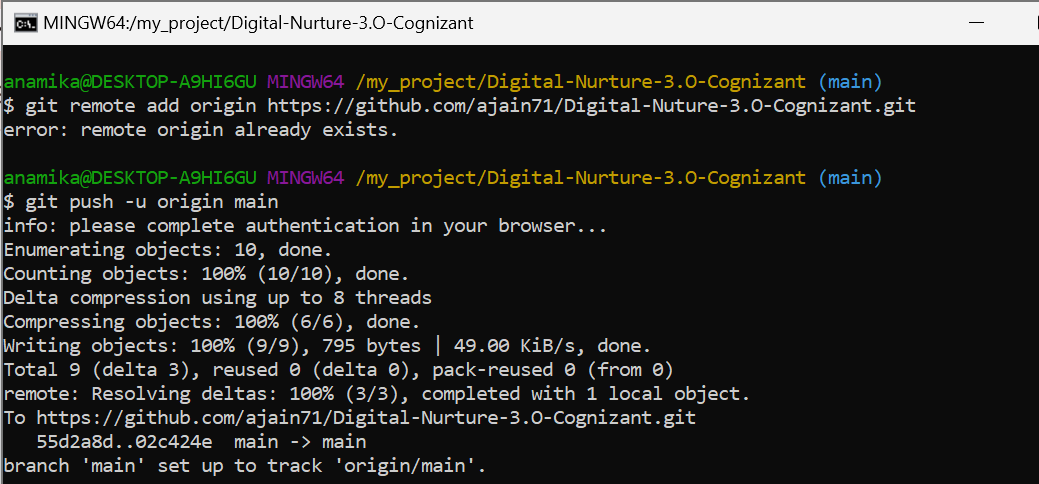 MINGW64:/my_project/Digital-Nurture-3.O-Cognizant
anamika@DESKTOP-A9HI6GU MINGW64 /my_project/Digital-Nurture-3.O-Cognizant (main)
$ git remote add origin https://github.com/ajain71/Digital-Nuture-3.O-Cognizant.git
error: remote origin already exists.
anamika@DESKTOP-A9HI6GU MINGW64 /my_project/Digital-Nurture-3.O-Cognizant (main)
$ git push -u origin main
info: please complete authentication in your browser...
Enumerating objects: 10, done.
Counting objects: 100% (10/10), done.
Delta compression using up to 8 threads
Compressing objects: 100% (6/6), done.
Writing objects: 100% (9/9), 795 bytes | 49.00 KiB/s, done.
Total 9 (delta 3), reused 0 (delta 0), pack-reused 0 (from 0)
remote: Resolving deltas: 100% (3/3), completed with 1 local object.
To https://github.com/ajain71/Digital-Nurture-3.O-Cognizant.git
   55d2a8d..02c424e  main -> main
branch 'main' set up to track 'origin/main'.